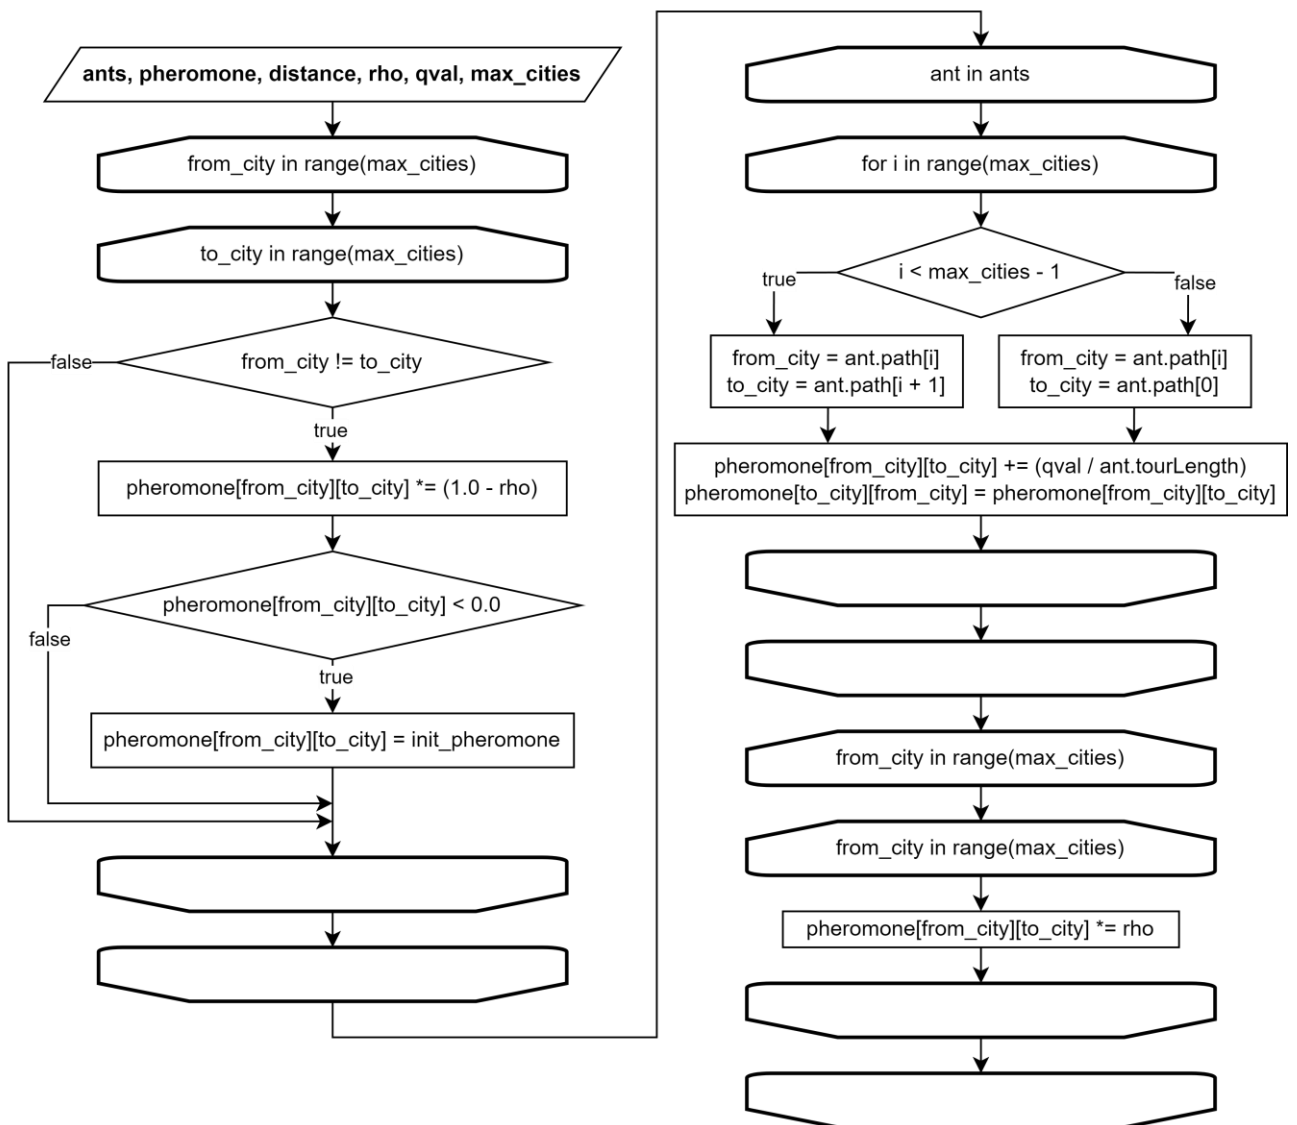 ants, pheromone, distance, rho, qval, max_cities
from_city in range(max_cities)
to_city in range(max_cities)
from_city != to_city
false
true
pheromone[from_city][to_city] *= (1.0 - rho)
pheromone[from_city][to_city] < 0.0
false
true
pheromone[from_city][to_city] = init_pheromone
ant in ants
for i in range(max_cities)
i < max_cities - 1
true
false
from_city = ant.path[i]
to_city = ant.path[i + 1]
from_city = ant.path[i]
to_city = ant.path[0]
pheromone[from_city][to_city] += (qval / ant.tourLength)
pheromone[to_city][from_city] = pheromone[from_city][to_city]
from_city in range(max_cities)
from_city in range(max_cities)
pheromone[from_city][to_city] *= rho